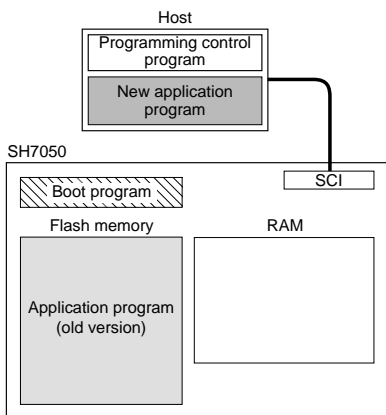 Host
Programming control
program
New application
program
SH7050
SCI
Boot program
Flash memory
RAM
Application program
(old version)